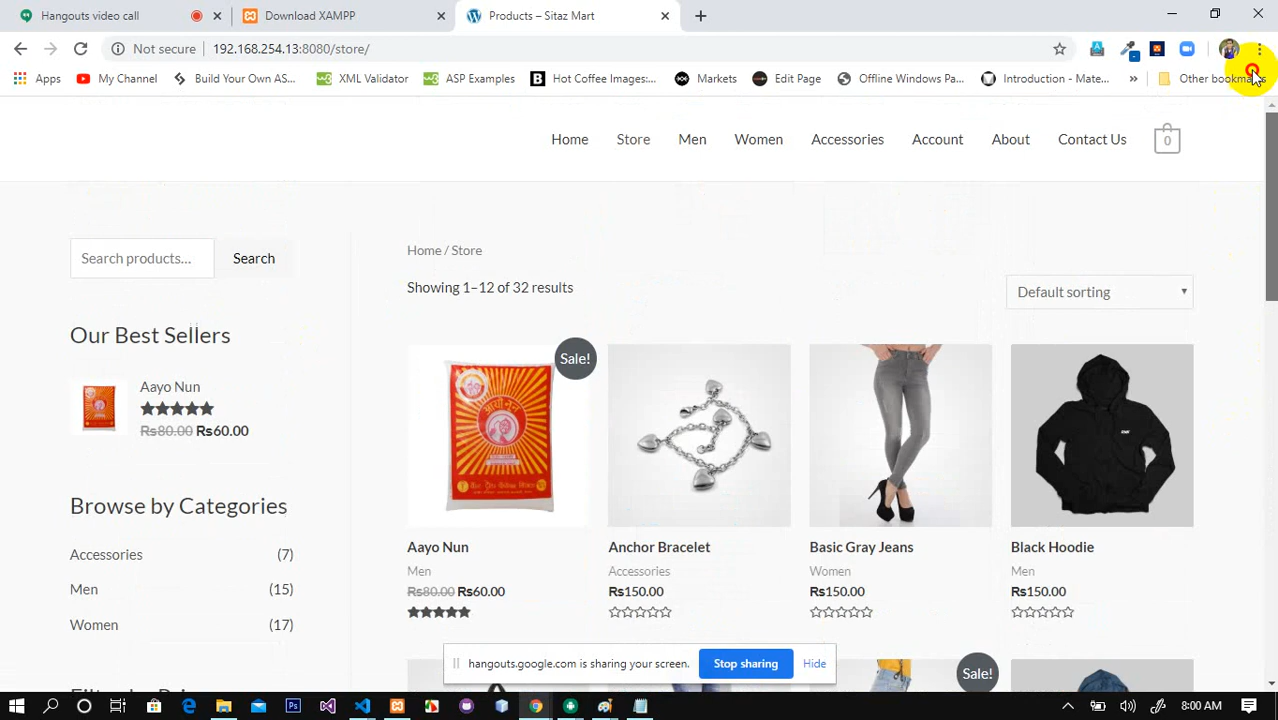 Hangouts video call
Download XAMPP
Products – Sitaz Mart
Not secure
192.168.254.13:8080/store/
Apps
My Channel
Build Your Own AS...
XML Validator
ASP Examples
Hot Coffee Images:...
Markets
Edit Page
Offline Windows Pa...
Introduction - Mate...
»
Other bookmarks
Home
Store
Men
Women
Accessories
Account
About
Contact Us
0
Search products...
Search
Home / Store
Showing 1–12 of 32 results
Default sorting
Our Best Sellers
Aayo Nun
₨80.00 ₨60.00
Browse by Categories
Accessories (7)
Men (15)
Women (17)
Sale!
आयो नुन
Aayo Nun
Men
₨80.00 ₨60.00
Anchor Bracelet
Accessories
₨150.00
Basic Gray Jeans
Women
₨150.00
Black Hoodie
Men
₨150.00
Sale!
hangouts.google.com is sharing your screen.
Stop sharing
Hide
8:00 AM